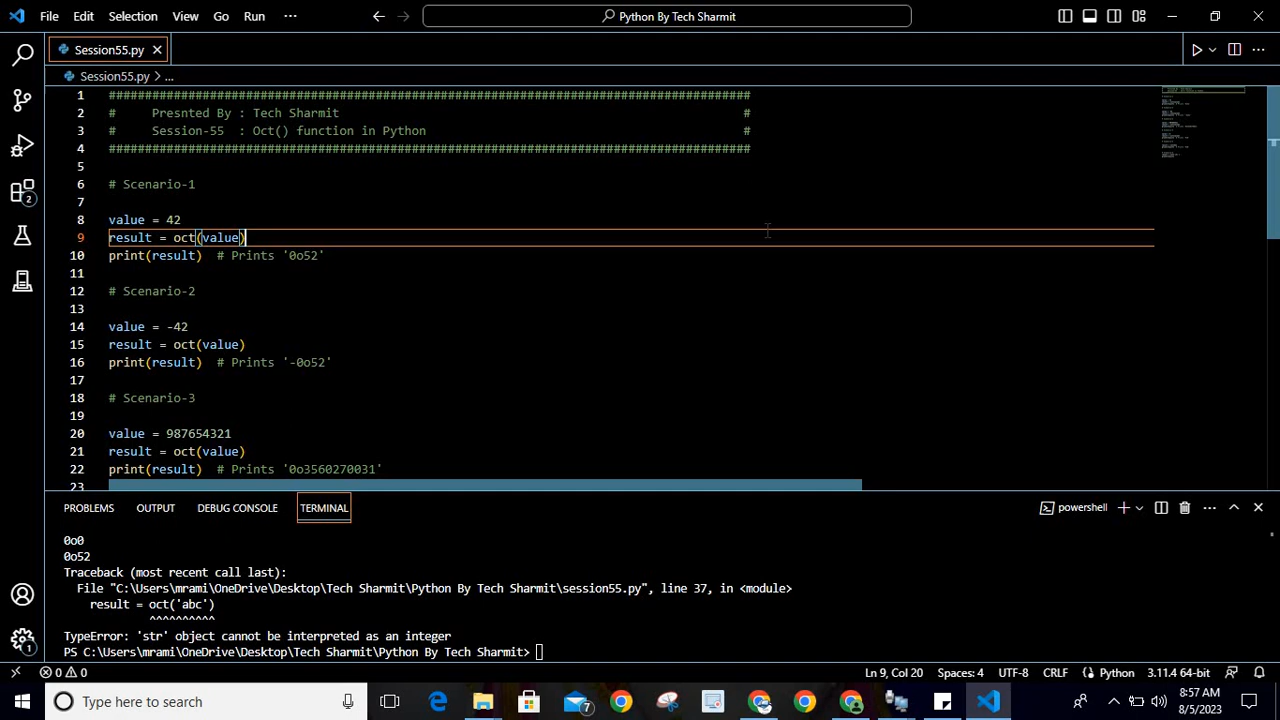 File Edit Selection View Go Run ··· Python By Tech Sharmit
Session55.py
Session55.py > ...
1 #########################################################################################
2 #     Presnted By : Tech Sharmit                                                        #
3 #     Session-55  : Oct() function in Python                                            #
4 #########################################################################################
5
6 # Scenario-1
7
8 value = 42
9 result = oct(value)
10 print(result)  # Prints '0o52'
11
12 # Scenario-2
13
14 value = -42
15 result = oct(value)
16 print(result)  # Prints '-0o52'
17
18 # Scenario-3
19
20 value = 987654321
21 result = oct(value)
22 print(result)  # Prints '0o3560270031'
23
2
PROBLEMS OUTPUT DEBUG CONSOLE TERMINAL powershell
0o0
0o52
Traceback (most recent call last):
  File "C:\Users\mrami\OneDrive\Desktop\Tech Sharmit\Python By Tech Sharmit\session55.py", line 37, in <module>
    result = oct('abc')
             ^^^^^^^^^^
TypeError: 'str' object cannot be interpreted as an integer
PS C:\Users\mrami\OneDrive\Desktop\Tech Sharmit\Python By Tech Sharmit>
1
0 0 Ln 9, Col 20 Spaces: 4 UTF-8 CRLF Python 3.11.4 64-bit
Type here to search 7 8:57 AM
8/5/2023